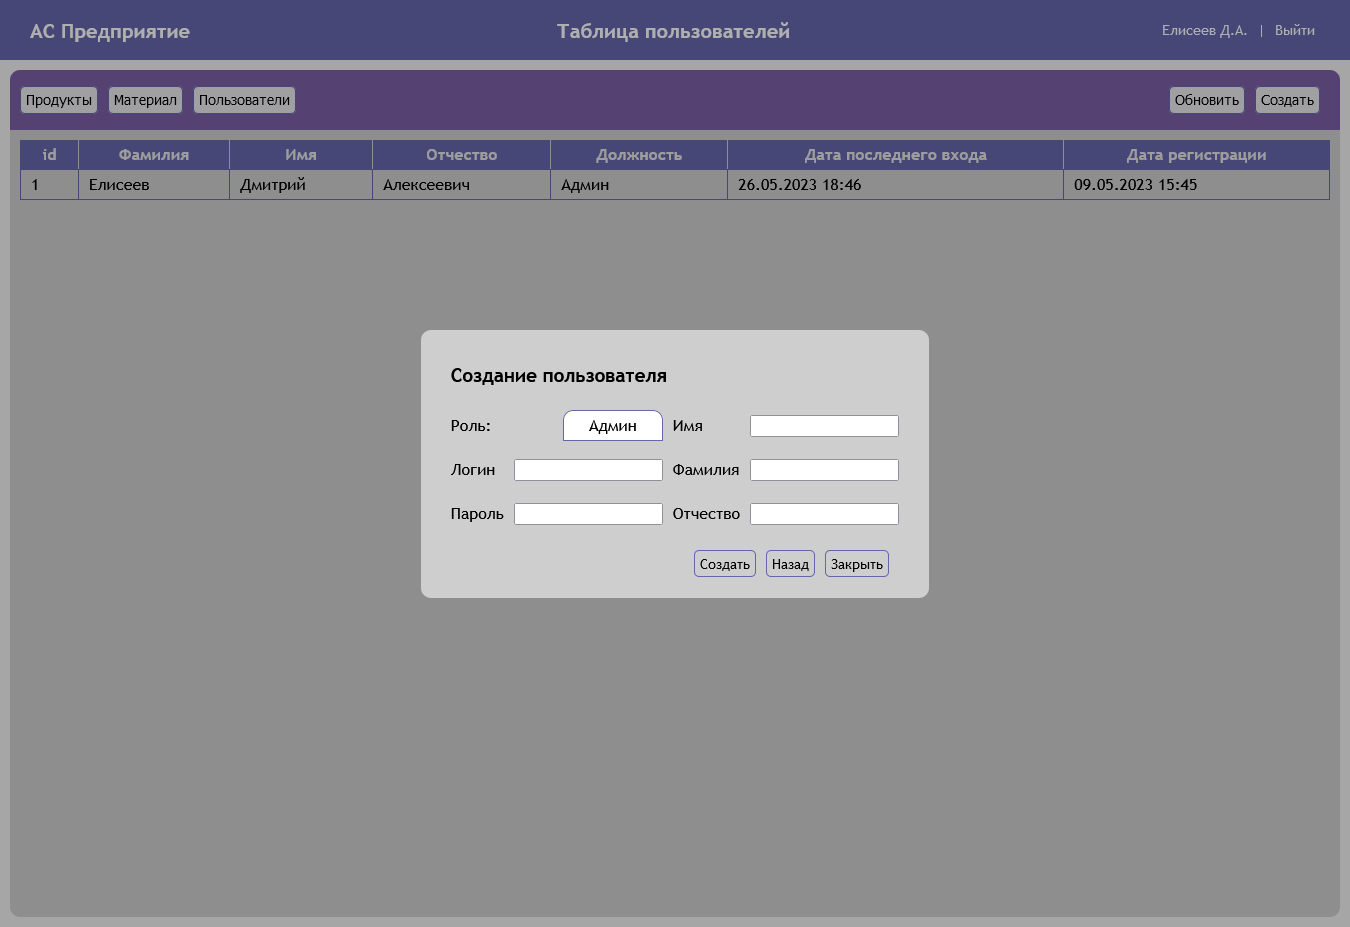 АС Предприятие Таблица пользователей Елисеев Д.А. | Выйти
Продукты Материал Пользователи Обновить Создать
id Фамилия Имя Отчество Должность Дата последнего входа Дата регистрации
1 Елисеев Дмитрий Алексеевич Админ 26.05.2023 18:46 09.05.2023 15:45
Создание пользователя
Роль: Админ Имя
Логин Фамилия
Пароль Отчество
Создать Назад Закрыть